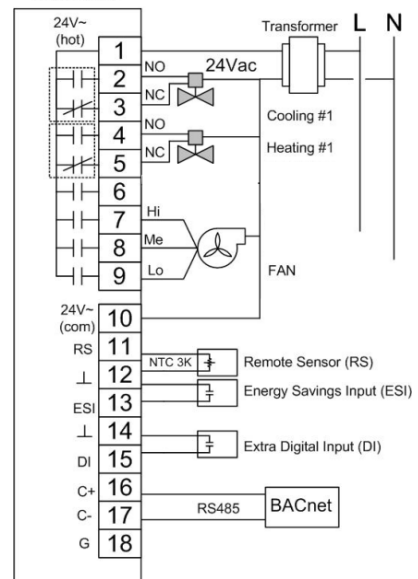 24V~
(hot)
Transformer
L N
1
2 NO 24Vac
3 NC
Cooling #1
4 NO
5 NC
Heating #1
6
7 Hi
8 Me
9 Lo
FAN
24V~
(com)
10
RS 11
NTC 3K
Remote Sensor (RS)
⊥ 12
ESI 13
Energy Savings Input (ESI)
⊥ 14
DI 15
Extra Digital Input (DI)
C+ 16
C- 17
RS485
BACnet
G 18